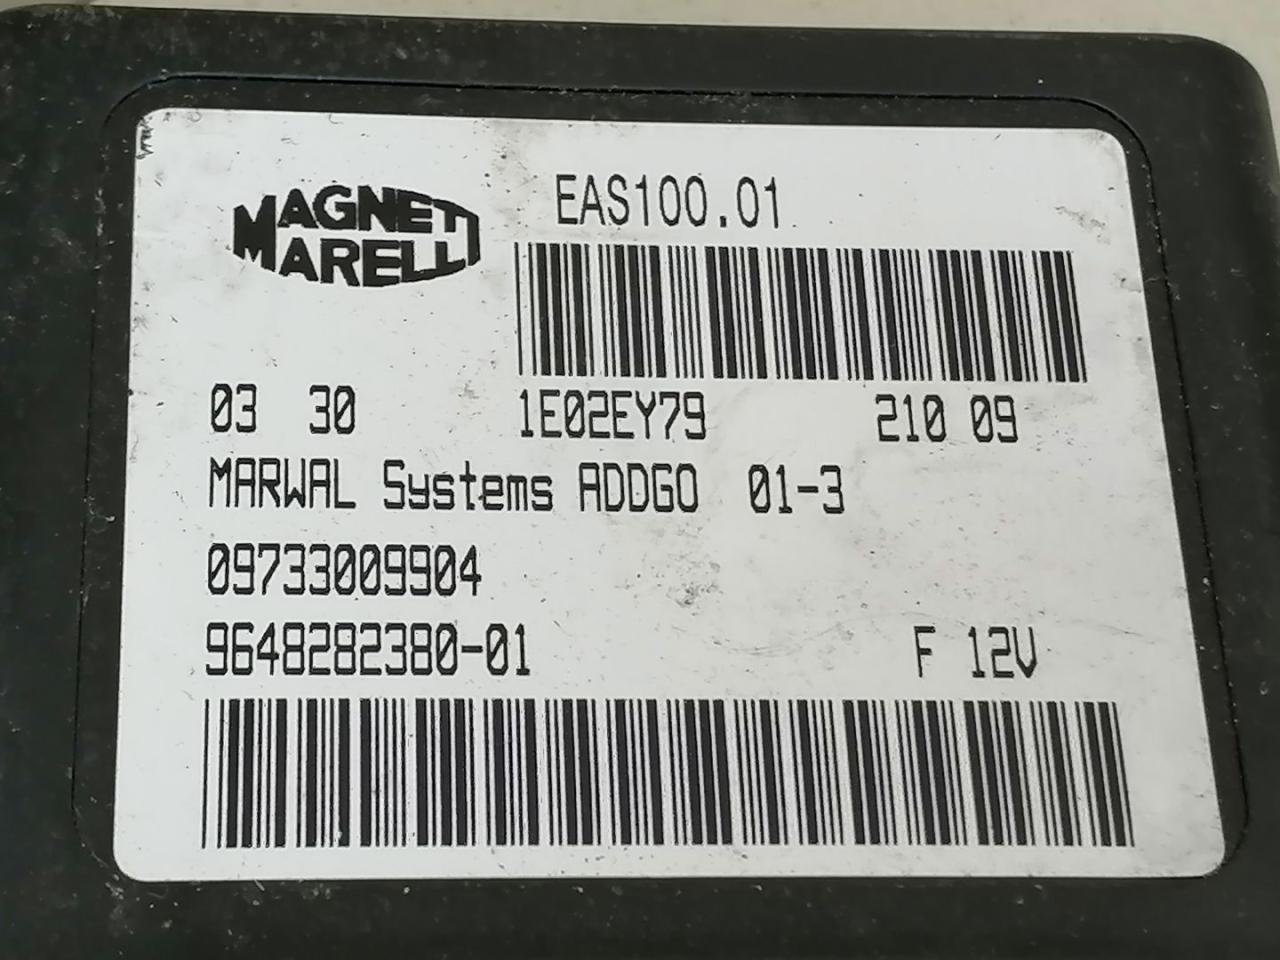 MAGNETI
MARELLI
EAS100.01
03 30 1E02EY79 210 09
MARWAL Systems ADDGO 01-3
09733009904
9648282380-01 F 12V